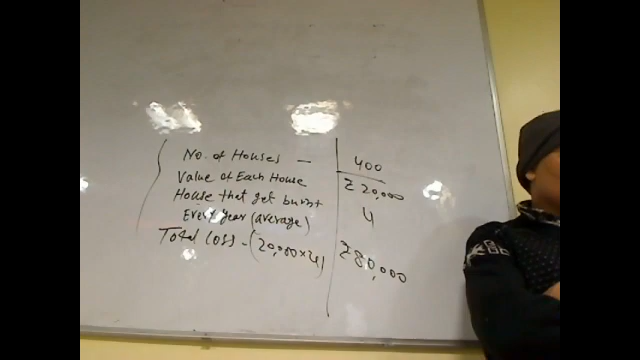 No. of Houses — 400
Value of Each House ₹ 20,000
House that get burnt
Every year (average) 4
Total Loss - (20,000 × 4) ₹80,000